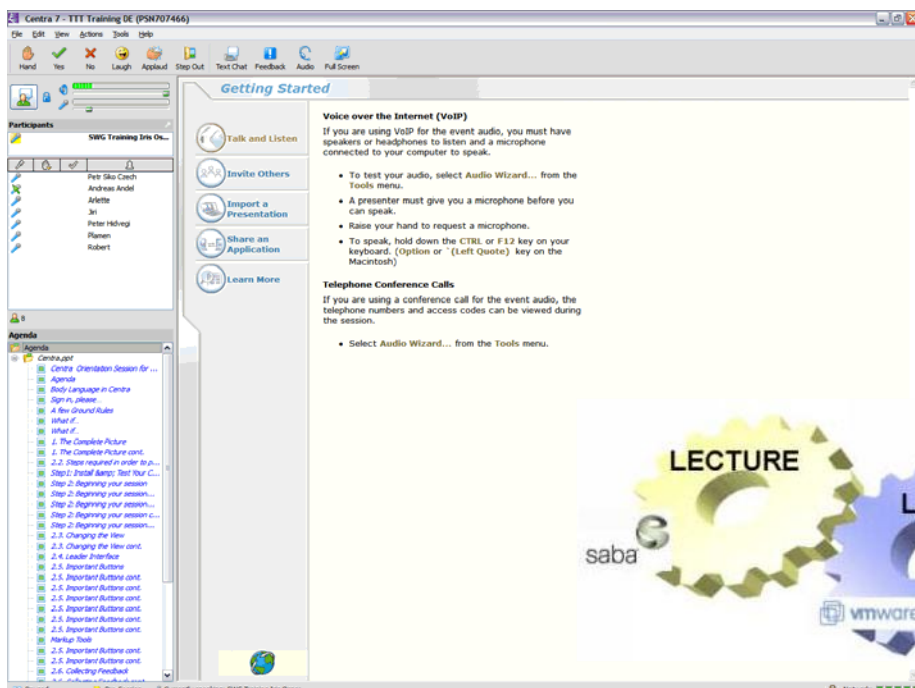 Centra 7 - TTT Training 0E (PSN707466)
File Edit View Actions Tools Help
Hand Yes No Laugh Applaud Step Out Text Chat Feedback Audio Full Screen
Participants
SWG Training Iris Os...
Petr Siko Czech
Andreas Andel
Arlette
Jiri
Peter Hidvegi
Plamen
Robert
8
Agenda
Agenda
Centra.ppt
Centra Orientation Session for ...
Agenda
Body Language in Centra
Sign in, please...
A few Ground Rules
What if...
What if...
1. The Complete Picture
1. The Complete Picture cont.
2.2. Steps required in order to p...
Step1: Install &amp; Test Your C...
Step 2: Beginning your session
Step 2: Beginning your session...
Step 2: Beginning your session...
Step 2: Beginning your session c...
Step 2: Beginning your session...
2.3. Changing the View
2.3. Changing the View cont.
2.4. Leader Interface
2.5. Important Buttons
2.5. Important Buttons cont.
2.5. Important Buttons cont.
2.5. Important Buttons cont.
2.5. Important Buttons cont.
2.5. Important Buttons cont.
Markup Tools
2.5. Important Buttons cont.
2.5. Important Buttons cont.
2.6. Collecting Feedback
Getting Started
Talk and Listen
Invite Others
Import a
Presentation
Share an
Application
Learn More
Voice over the Internet (VoIP)
If you are using VoIP for the event audio, you must have
speakers or headphones to listen and a microphone
connected to your computer to speak.
• To test your audio, select Audio Wizard... from the
Tools menu.
• A presenter must give you a microphone before you
can speak.
• Raise your hand to request a microphone.
• To speak, hold down the CTRL or F12 key on your
keyboard. (Option or `(Left Quote) key on the
Macintosh)
Telephone Conference Calls
If you are using a conference call for the event audio, the
telephone numbers and access codes can be viewed during
the session.
• Select Audio Wizard... from the Tools menu.
LECTURE
L
saba
vmware